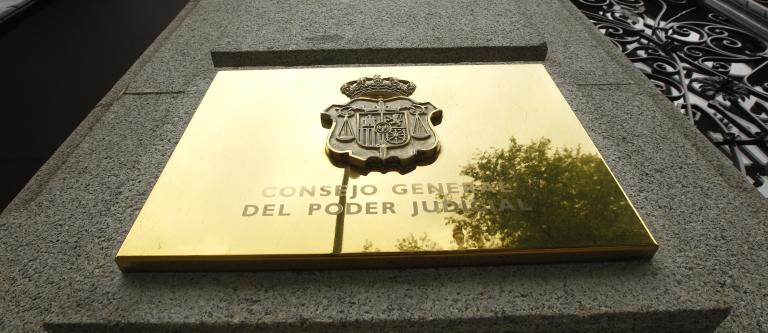 CONSEJO GENERAL
DEL PODER JUDICIAL